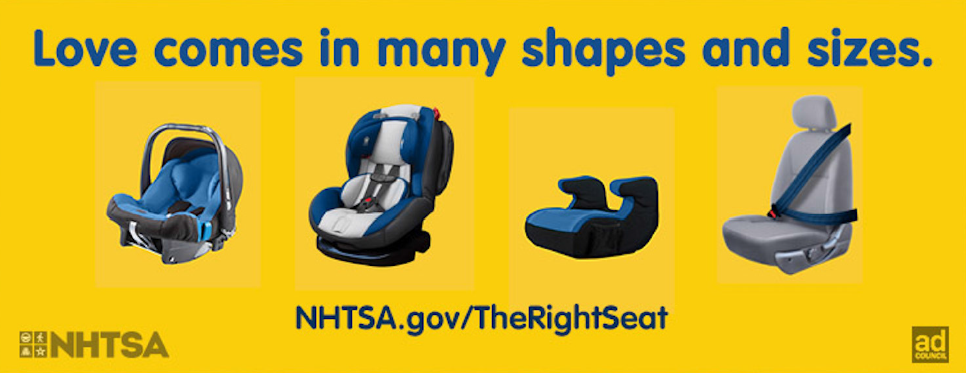 Love comes in many shapes and sizes.
NHTSA.gov/TheRightSeat
NHTSA
ad
COUNCIL